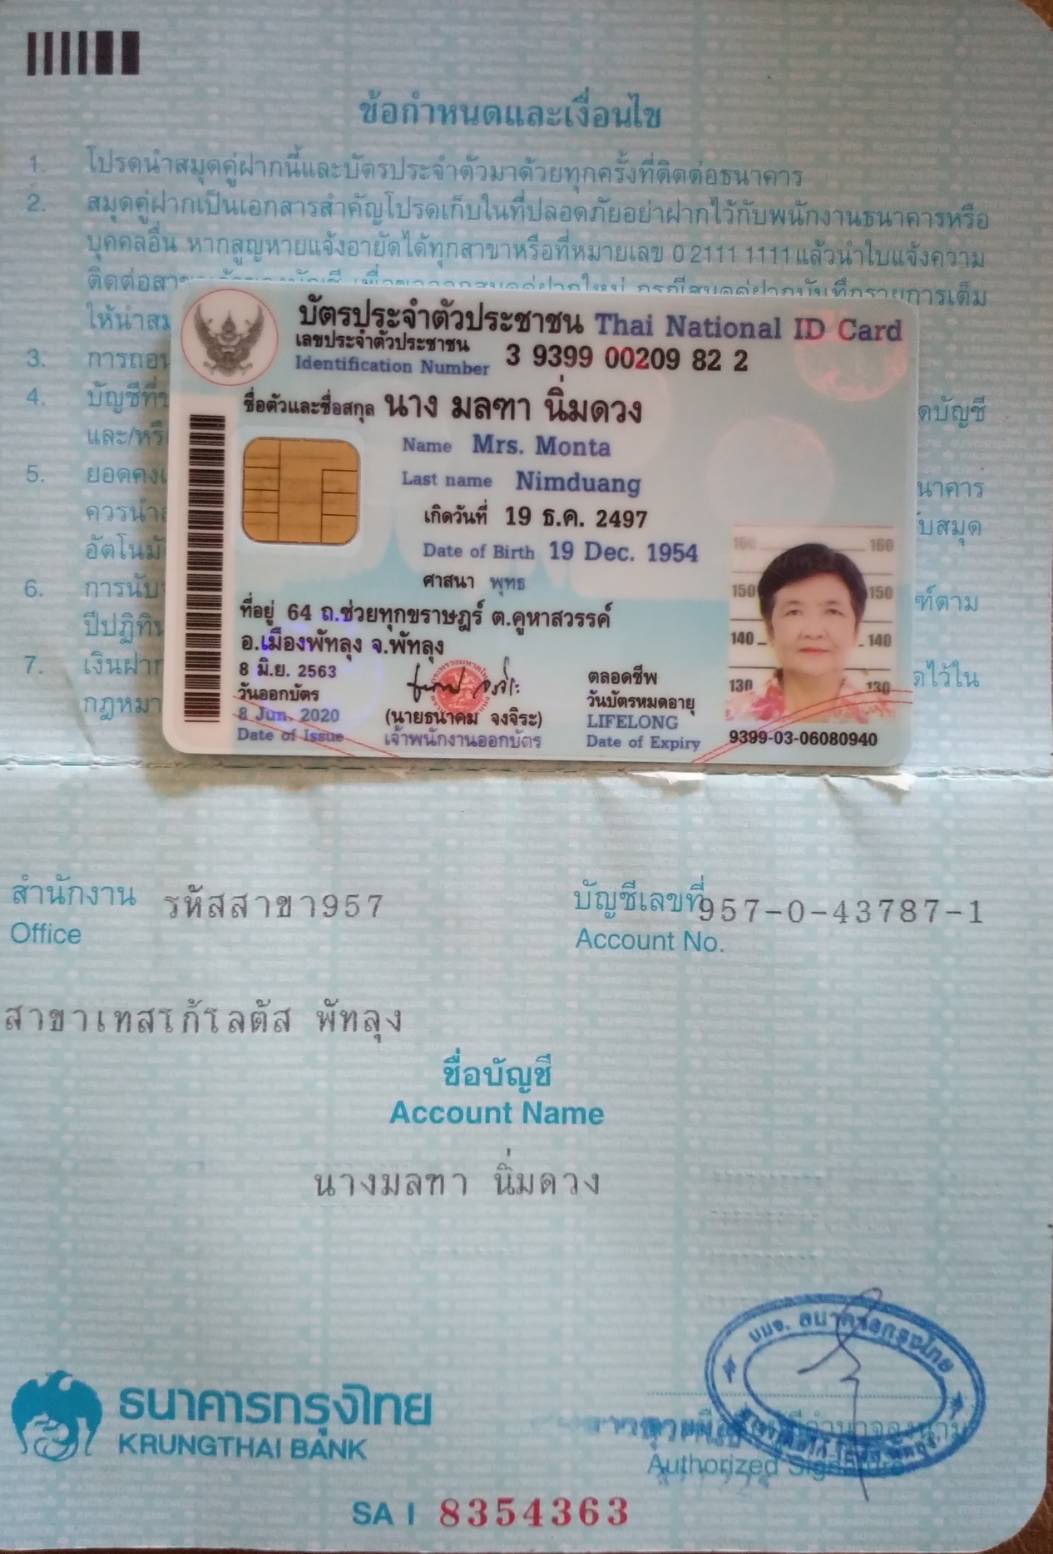 ข้อกำหนดและเงื่อนไข
1. โปรดนำสมุดคู่ฝากนี้และบัตรประจำตัวมาด้วยทุกครั้งที่ติดต่อธนาคาร
2. สมุดคู่ฝากเป็นเอกสารสำคัญโปรดเก็บในที่ปลอดภัยอย่าฝากไว้กับพนักงานธนาคารหรือ
บุคคลอื่น หากสูญหายแจ้งอายัดได้ทุกสาขาหรือที่หมายเลข 0 2111 1111 แล้วนำใบแจ้งความ
บัตรประจำตัวประชาชน Thai National ID Card
เลขประจำตัวประชาชน
Identification Number 3 9399 00209 82 2
ชื่อตัวและชื่อสกุล นาง มลฑา นิ่มดวง
Name Mrs. Monta
Last name Nimduang
เกิดวันที่ 19 ธ.ค. 2497
Date of Birth 19 Dec. 1954
ศาสนา พุทธ
ที่อยู่ 64 ถ.ช่วยทุกขราษฎร์ ต.คูหาสวรรค์
อ.เมืองพัทลุง จ.พัทลุง
8 มิ.ย. 2563
วันออกบัตร
8 Jun. 2020
Date of Issue
(นายธนาคม จงจิระ)
เจ้าพนักงานออกบัตร
ตลอดชีพ
วันบัตรหมดอายุ
LIFELONG
Date of Expiry
160 160
150 150
140 140
130 130
9399-03-06080940
3. การถอน
4. บัญชีที่
ดบัญชี
และ/หรือ
5. ยอดคงเ
นาคาร
ควรนำ
ับสมุด
อัตโนมั
6. การนับ
ปีปฏิทิน
7. เงินฝาก
กฎหมา
สำนักงาน รหัสสาขา957
Office
บัญชีเลขที่ 957-0-43787-1
Account No.
สาขาเทสโก้โลตัส พัทลุง
ชื่อบัญชี
Account Name
นางมลฑา นิ่มดวง
บมจ. ธนาคารกรุงไทย
ธนาคารกรุงไทย
KRUNGTHAI BANK
Authorized Signature
SA I 8354363